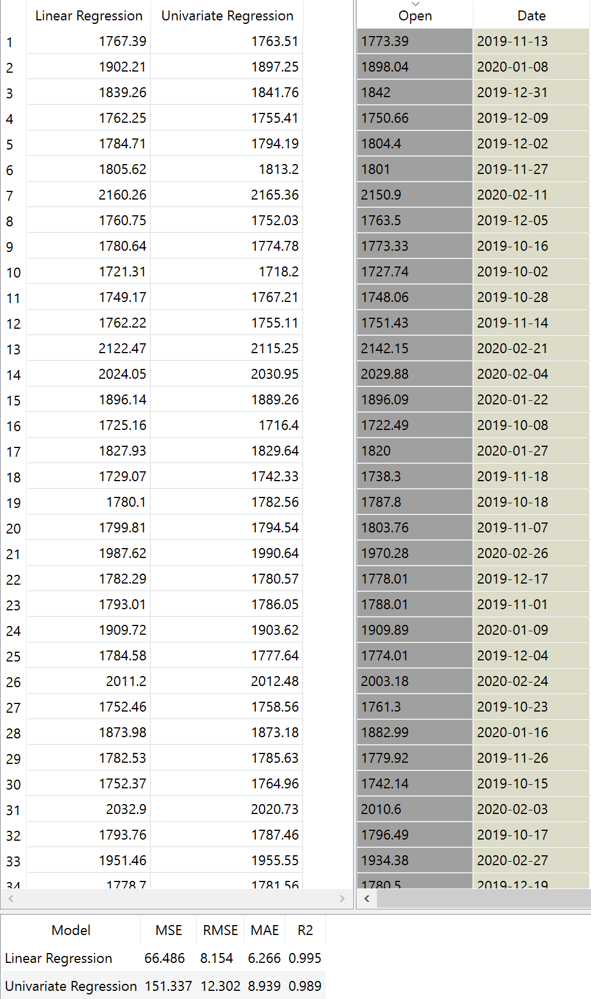 Linear Regression Univariate Regression Open Date
1 1767.39 1763.51 1773.39 2019-11-13
2 1902.21 1897.25 1898.04 2020-01-08
3 1839.26 1841.76 1842 2019-12-31
4 1762.25 1755.41 1750.66 2019-12-09
5 1784.71 1794.19 1804.4 2019-12-02
6 1805.62 1813.2 1801 2019-11-27
7 2160.26 2165.36 2150.9 2020-02-11
8 1760.75 1752.03 1763.5 2019-12-05
9 1780.64 1774.78 1773.33 2019-10-16
10 1721.31 1718.2 1727.74 2019-10-02
11 1749.17 1767.21 1748.06 2019-10-28
12 1762.22 1755.11 1751.43 2019-11-14
13 2122.47 2115.25 2142.15 2020-02-21
14 2024.05 2030.95 2029.88 2020-02-04
15 1896.14 1889.26 1896.09 2020-01-22
16 1725.16 1716.4 1722.49 2019-10-08
17 1827.93 1829.64 1820 2020-01-27
18 1729.07 1742.33 1738.3 2019-11-18
19 1780.1 1782.56 1787.8 2019-10-18
20 1799.81 1794.54 1803.76 2019-11-07
21 1987.62 1990.64 1970.28 2020-02-26
22 1782.29 1780.57 1778.01 2019-12-17
23 1793.01 1786.05 1788.01 2019-11-01
24 1909.72 1903.62 1909.89 2020-01-09
25 1784.58 1777.64 1774.01 2019-12-04
26 2011.2 2012.48 2003.18 2020-02-24
27 1752.46 1758.56 1761.3 2019-10-23
28 1873.98 1873.18 1882.99 2020-01-16
29 1782.53 1785.63 1779.92 2019-11-26
30 1752.37 1764.96 1742.14 2019-10-15
31 2032.9 2020.73 2010.6 2020-02-03
32 1793.76 1787.46 1796.49 2019-10-17
33 1951.46 1955.55 1934.38 2020-02-27
34 1778.7 1781.56 1780.5 2019-12-19
Model MSE RMSE MAE R2
Linear Regression 66.486 8.154 6.266 0.995
Univariate Regression 151.337 12.302 8.939 0.989